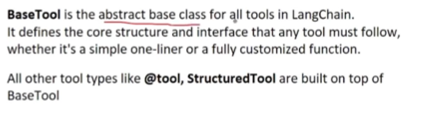 BaseTool is the abstract base class for all tools in LangChain.
It defines the core structure and interface that any tool must follow,
whether it's a simple one-liner or a fully customized function.
All other tool types like @tool, StructuredTool are built on top of
BaseTool